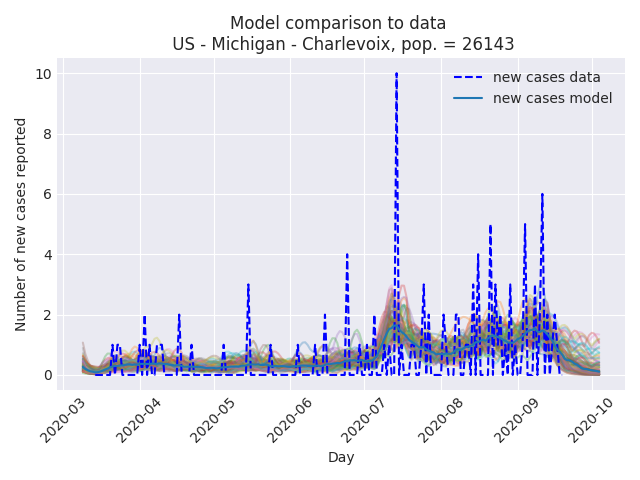 Model comparison to data
US - Michigan - Charlevoix, pop. = 26143
new cases data
new cases model
Number of new cases reported
10
8
6
4
2
0
2020-03
2020-04
2020-05
2020-06
2020-07
2020-08
2020-09
2020-10
Day